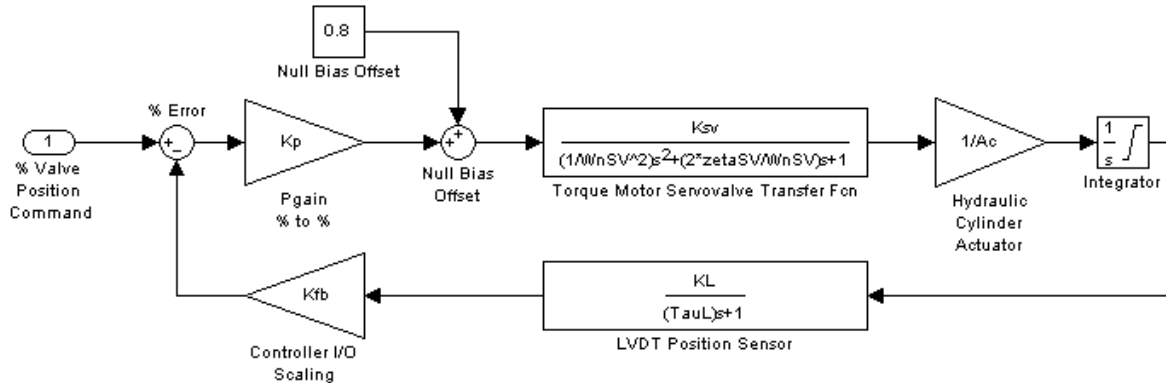 0.8
Null Bias Offset
% Error
1
% Valve
Position
Command
+
−
Kp
Pgain
% to %
+
+
Null Bias
Offset
Ksv
(1/WnSV^2)s²+(2*zetaSV/WnSV)s+1
Torque Motor Servovalve Transfer Fcn
1/Ac
Hydraulic
Cylinder
Actuator
1
s
Integrator
Kfb
Controller I/O
Scaling
KL
(TauL)s+1
LVDT Position Sensor